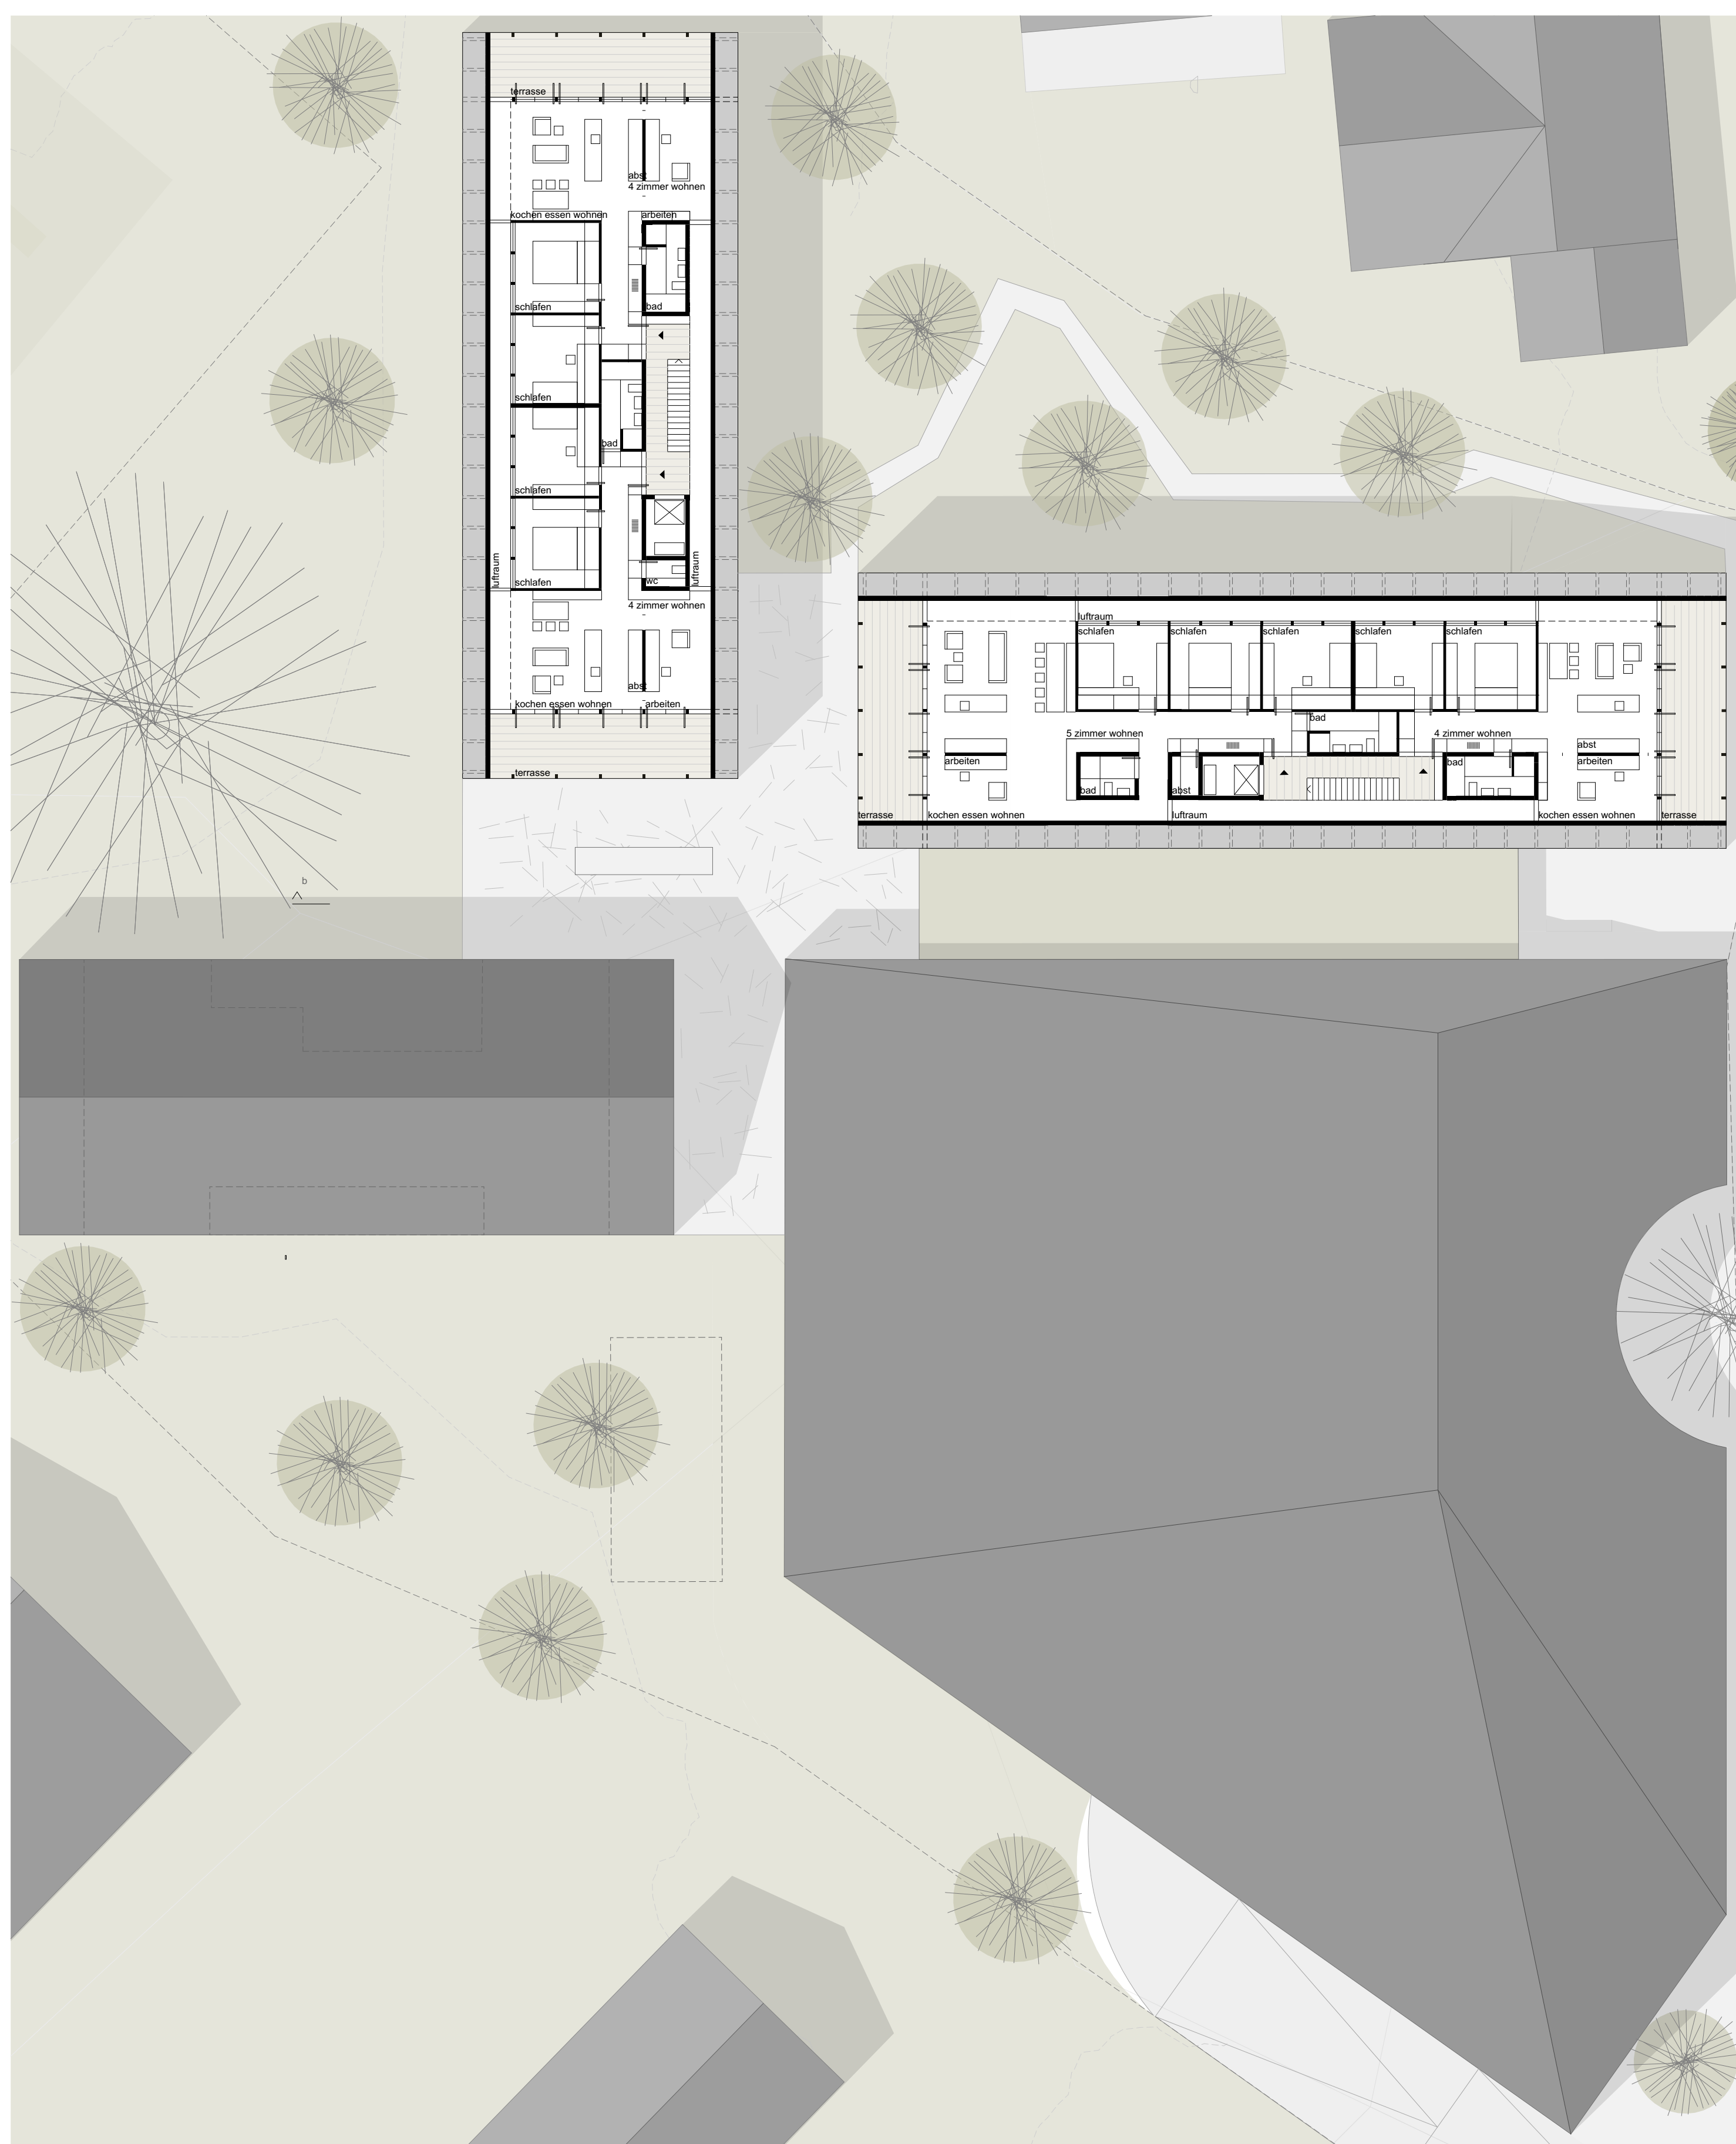 terrasse
abst
4 zimmer wohnen
kochen essen wohnen
arbeiten
schlafen
bad
schlafen
bad
schlafen
luftraum
luftraum
schlafen
wc
4 zimmer wohnen
abst
kochen essen wohnen
arbeiten
terrasse
luftraum
schlafen
schlafen
schlafen
schlafen
schlafen
bad
5 zimmer wohnen
4 zimmer wohnen
abst
arbeiten
bad
arbeiten
bad
abst
terrasse
kochen essen wohnen
luftraum
kochen essen wohnen
terrasse
b